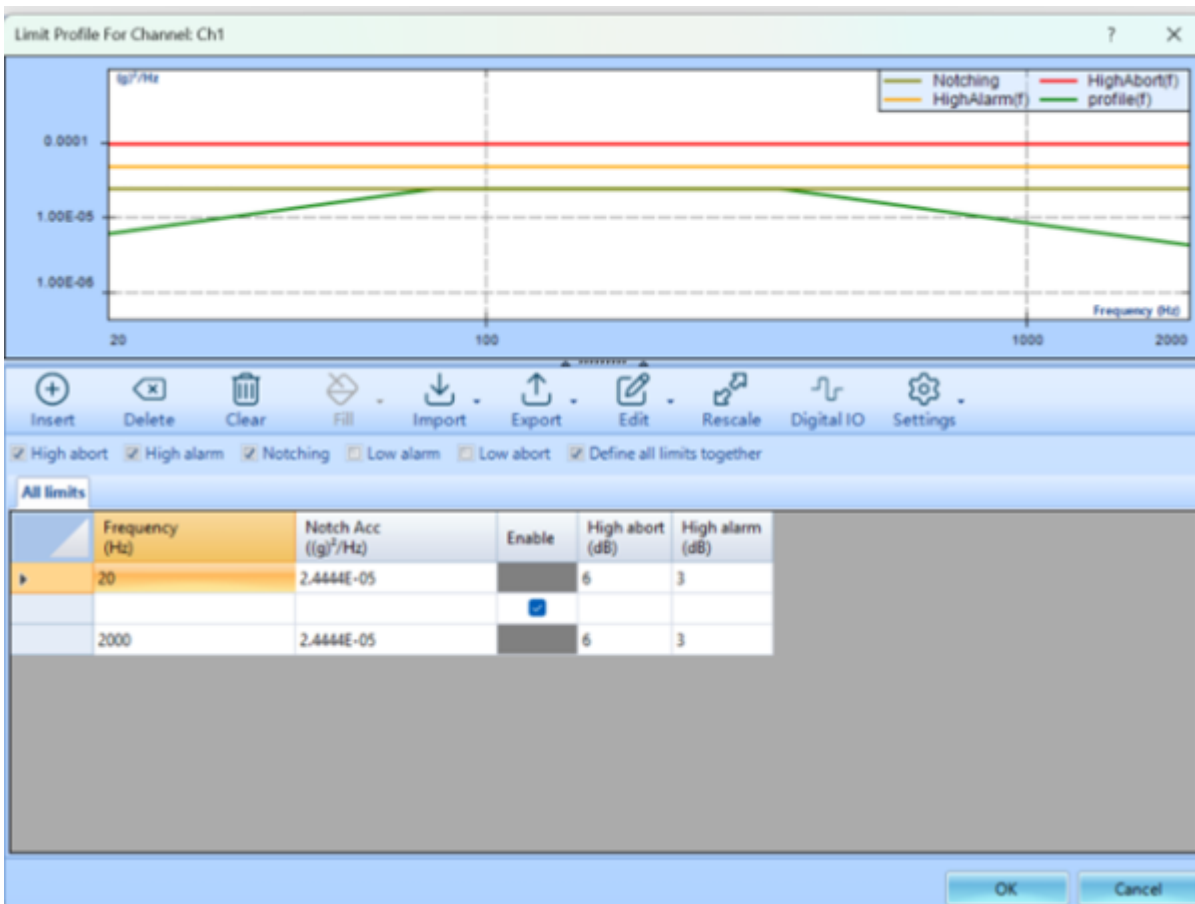 Limit Profile For Channel: Ch1 ? ×
(g)²/Hz
Notching HighAbort(f)
HighAlarm(f) profile(f)
0.0001
1.00E-05
1.00E-06
Frequency (Hz)
20 100 1000 2000
Insert Delete Clear Fill Import Export Edit Rescale Digital IO Settings
High abort High alarm Notching Low alarm Low abort Define all limits together
All limits
Frequency (Hz) Notch Acc ((g)²/Hz) Enable High abort (dB) High alarm (dB)
20 2.4444E-05 6 3
2000 2.4444E-05 6 3
OK Cancel